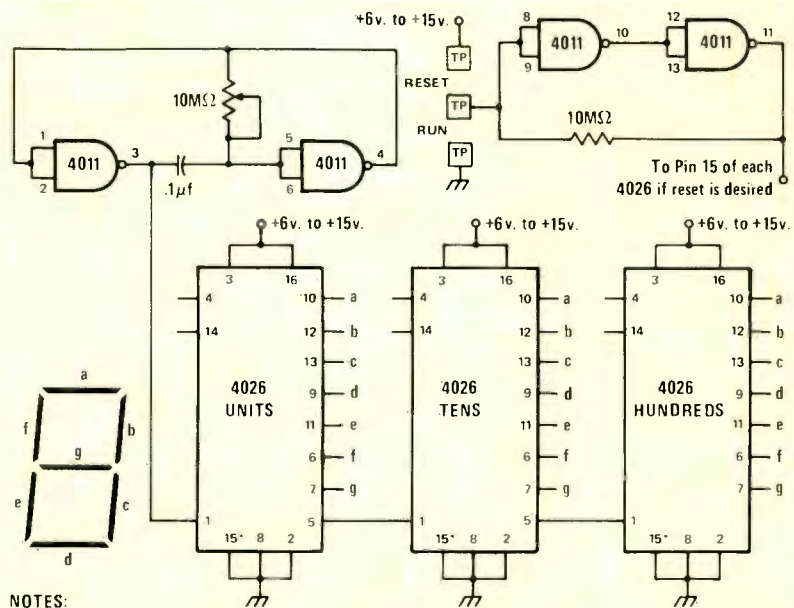 +6v. to +15v.
8
9
4011
10
12
13
4011
11
TP
RESET
TP
RUN
TP
10MΩ
To Pin 15 of each
4026 if reset is desired
10MΩ
1
2
4011
3
.1µf
5
6
4011
4
+6v. to +15v.
+6v. to +15v.
+6v. to +15v.
3 16
4 10 a
14 12 b
13 c
4026 9 d
UNITS 11 e
6 f
7 g
1 5
15* 8 2
3 16
4 10 a
14 12 b
13 c
4026 9 d
TENS 11 e
6 f
7 g
1 5
15* 8 2
3 16
4 10 a
14 12 b
13 c
4026 9 d
HUNDREDS 11 e
6 f
7 g
1
15* 8 2
a
f b
g
e c
d
NOTES: